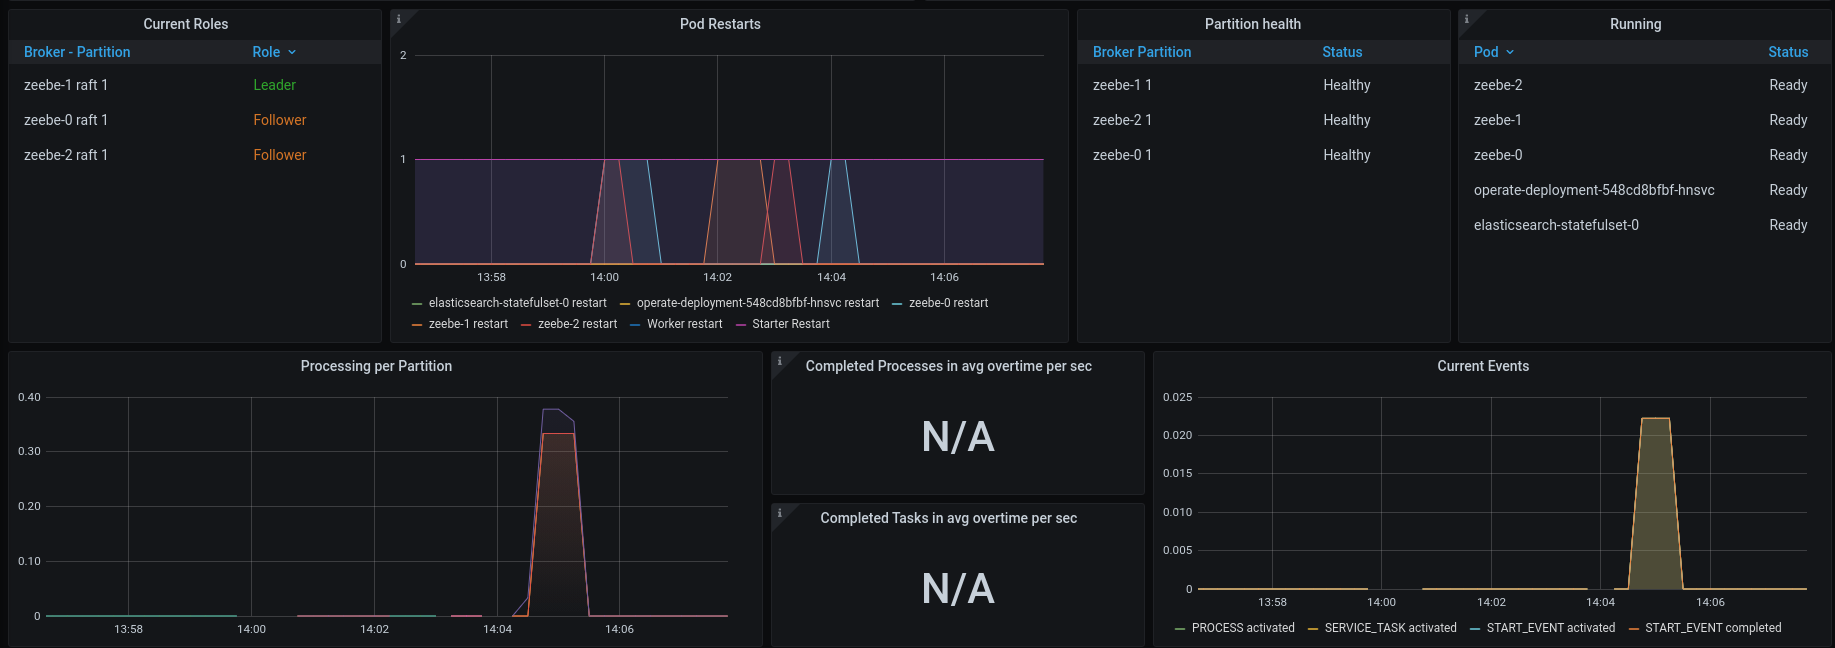 Current Roles
Broker - Partition Role
zeebe-1 raft 1 Leader
zeebe-0 raft 1 Follower
zeebe-2 raft 1 Follower
i
Pod Restarts
2
1
0
13:58 14:00 14:02 14:04 14:06
elasticsearch-statefulset-0 restart operate-deployment-548cd8bfbf-hnsvc restart zeebe-0 restart
zeebe-1 restart zeebe-2 restart Worker restart Starter Restart
Partition health
Broker Partition Status
zeebe-1 1 Healthy
zeebe-2 1 Healthy
zeebe-0 1 Healthy
i
Running
Pod Status
zeebe-2 Ready
zeebe-1 Ready
zeebe-0 Ready
operate-deployment-548cd8bfbf-hnsvc Ready
elasticsearch-statefulset-0 Ready
Processing per Partition
0.40
0.30
0.20
0.10
0
13:58 14:00 14:02 14:04 14:06
i
Completed Processes in avg overtime per sec
N/A
i
Completed Tasks in avg overtime per sec
N/A
Current Events
0.025
0.020
0.015
0.010
0.005
0
13:58 14:00 14:02 14:04 14:06
PROCESS activated SERVICE_TASK activated START_EVENT activated START_EVENT completed